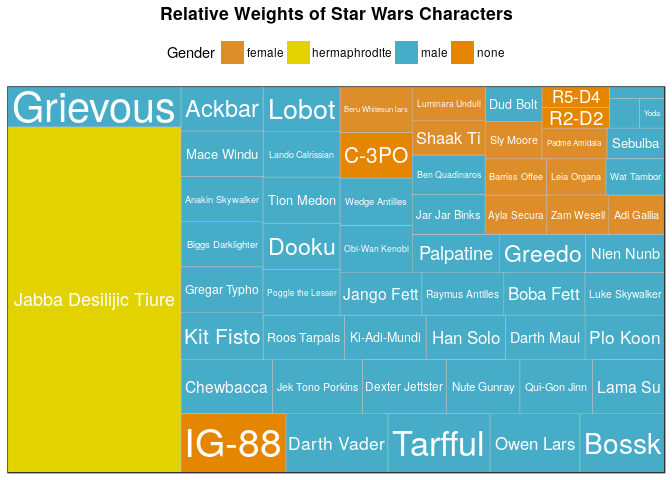 Relative Weights of Star Wars Characters
Gender female hermaphrodite male none
Grievous
Jabba Desilijic Tiure
Ackbar
Mace Windu
Anakin Skywalker
Biggs Darklighter
Gregar Typho
Kit Fisto
Lobot
Lando Calrissian
Tion Medon
Dooku
Poggle the Lesser
Beru Whitesun lars
C-3PO
Wedge Antilles
Obi-Wan Kenobi
Luminara Unduli
Shaak Ti
Ben Quadinaros
Jar Jar Binks
Dud Bolt
Sly Moore
Barriss Offee
Ayla Secura
R5-D4
R2-D2
Padmé Amidala
Leia Organa
Zam Wesell
Yoda
Sebulba
Wat Tambor
Adi Gallia
Palpatine
Greedo
Nien Nunb
Jango Fett
Raymus Antilles
Boba Fett
Luke Skywalker
Roos Tarpals
Ki-Adi-Mundi
Han Solo
Darth Maul
Plo Koon
Chewbacca
Jek Tono Porkins
Dexter Jettster
Nute Gunray
Qui-Gon Jinn
Lama Su
IG-88
Darth Vader
Tarfful
Owen Lars
Bossk